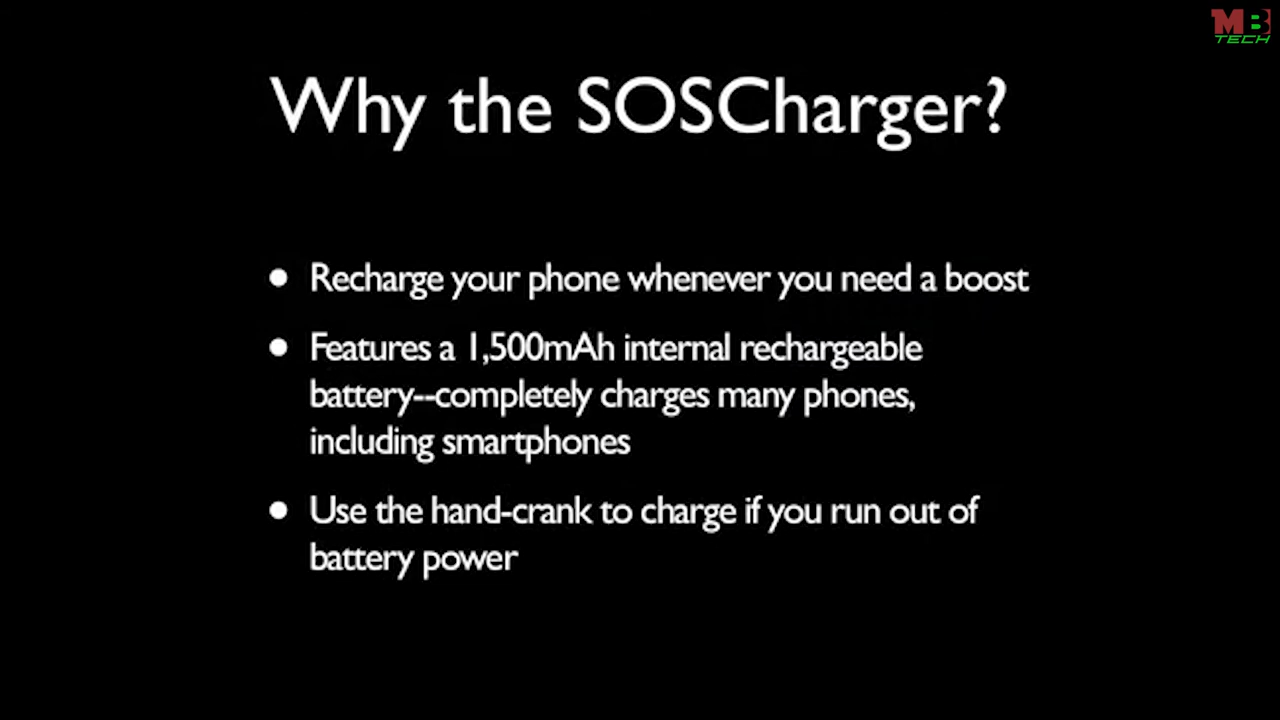 MB
TECH
Why the SOSCharger?
• Recharge your phone whenever you need a boost
• Features a 1,500mAh internal rechargeable
battery--completely charges many phones,
including smartphones
• Use the hand-crank to charge if you run out of
battery power